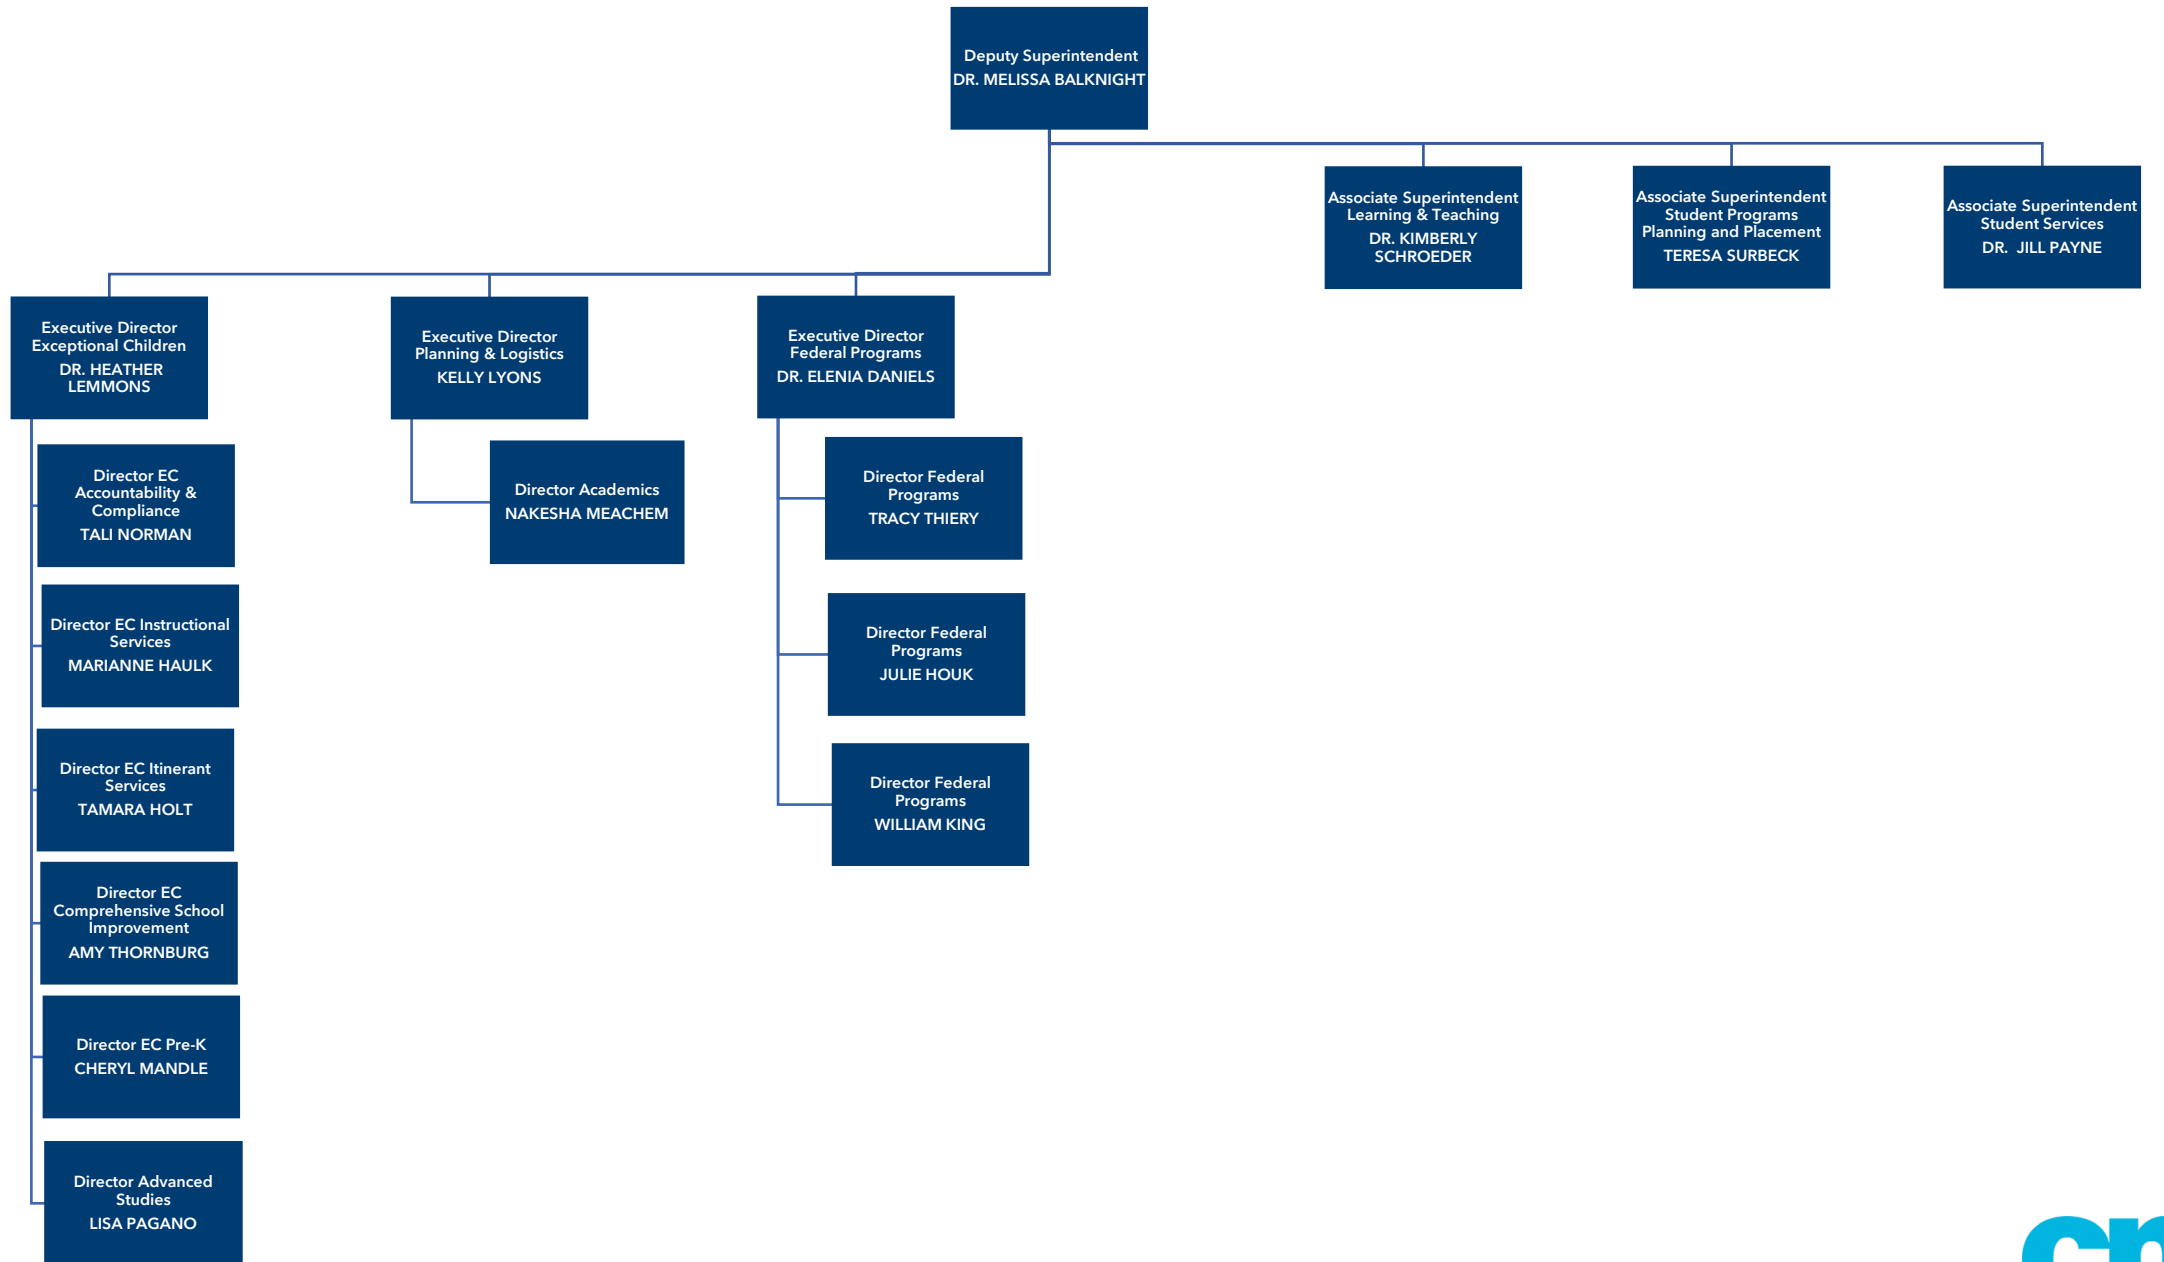 Deputy Superintendent
DR. MELISSA BALKNIGHT
Associate Superintendent
Learning & Teaching
DR. KIMBERLY
SCHROEDER
Associate Superintendent
Student Programs
Planning and Placement
TERESA SURBECK
Associate Superintendent
Student Services
DR.  JILL PAYNE
Executive Director
Exceptional Children
DR. HEATHER
LEMMONS
Executive Director
Planning & Logistics
KELLY LYONS
Executive Director
Federal Programs
DR. ELENIA DANIELS
Director EC
Accountability &
Compliance
TALI NORMAN
Director EC Instructional
Services
MARIANNE HAULK
Director EC Itinerant
Services
TAMARA HOLT
Director EC
Comprehensive School
Improvement
AMY THORNBURG
Director EC Pre-K
CHERYL MANDLE
Director Advanced
Studies
LISA PAGANO
Director Academics
NAKESHA MEACHEM
Director Federal
Programs
TRACY THIERY
Director Federal
Programs
JULIE HOUK
Director Federal
Programs
WILLIAM KING